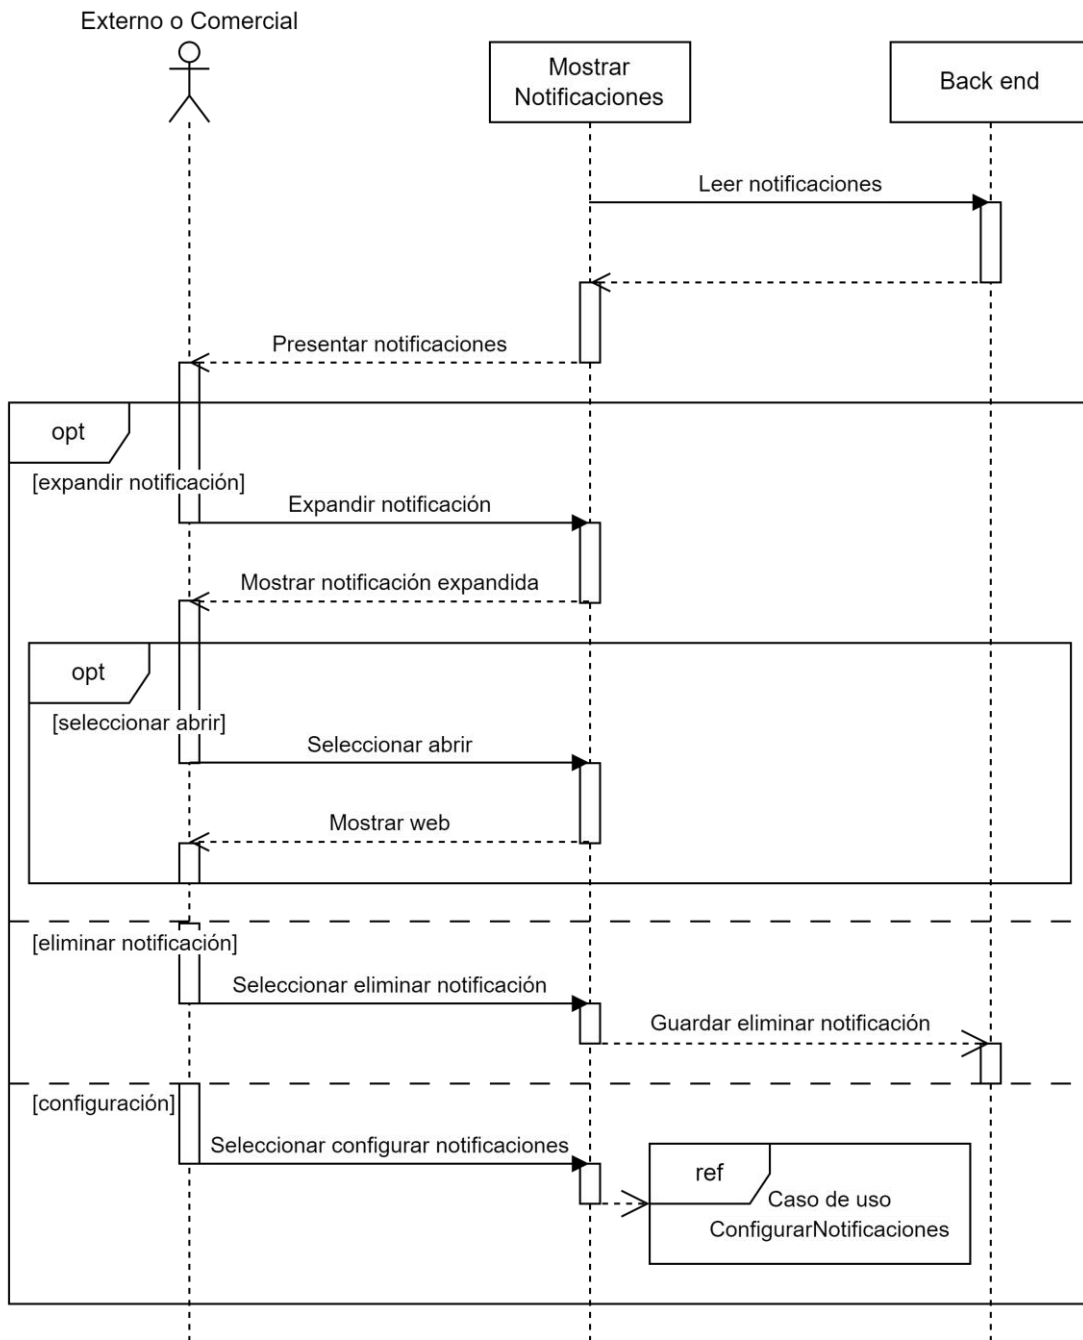 Externo o Comercial
Mostrar
Notificaciones
Back end
Leer notificaciones
Presentar notificaciones
opt
[expandir notificación]
Expandir notificación
Mostrar notificación expandida
opt
[seleccionar abrir]
Seleccionar abrir
Mostrar web
[eliminar notificación]
Seleccionar eliminar notificación
Guardar eliminar notificación
[configuración]
Seleccionar configurar notificaciones
ref
Caso de uso
ConfigurarNotificaciones